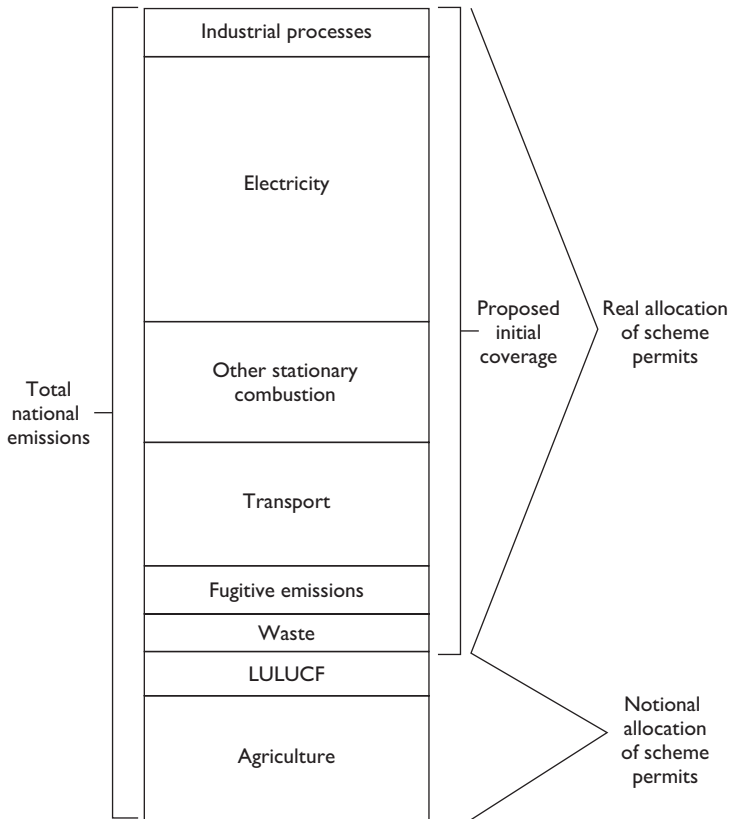 Industrial processes
Electricity
Other stationary
combustion
Transport
Fugitive emissions
Waste
LULUCF
Agriculture
Total
national
emissions
Proposed
initial
coverage
Real allocation
of scheme
permits
Notional
allocation
of scheme
permits